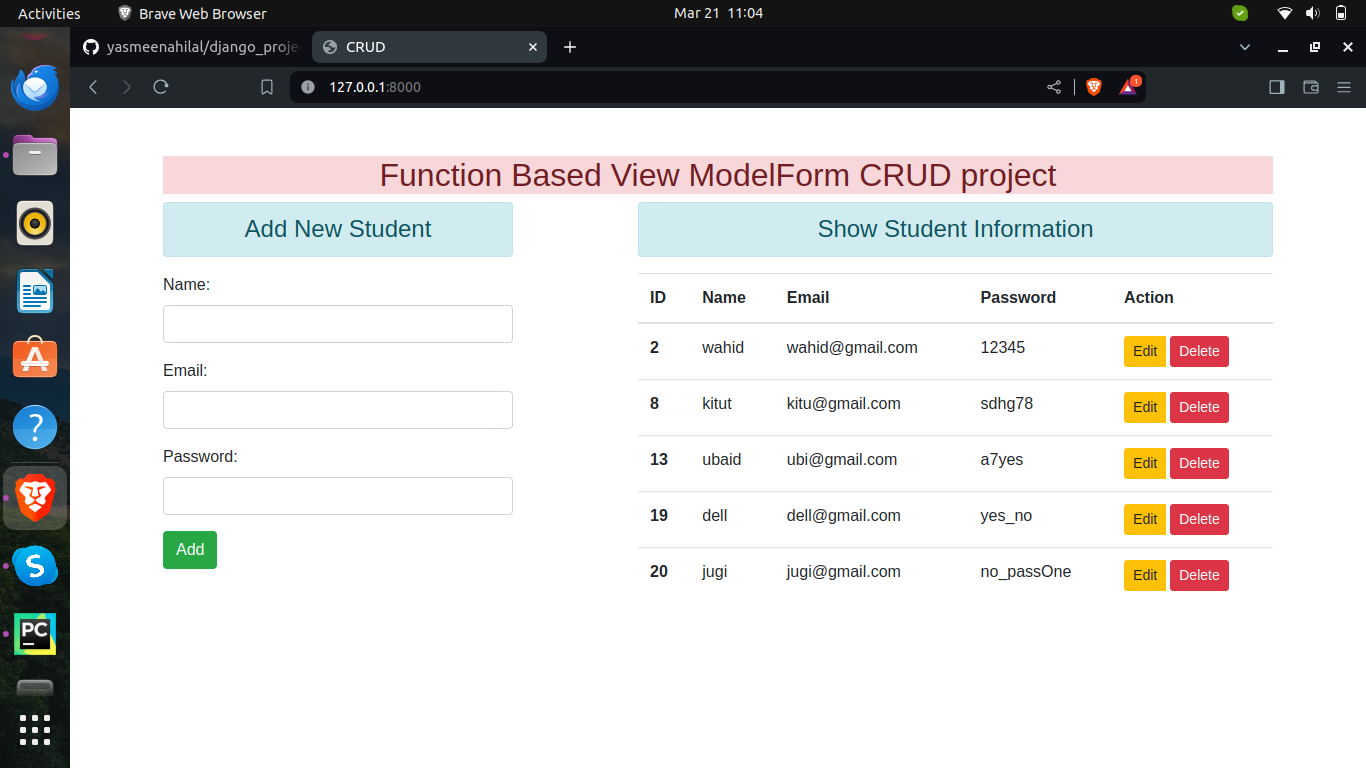 Activities Brave Web Browser Mar 21 11:04
yasmeenahilal/django_proje CRUD
127.0.0.1:8000 1
Function Based View ModelForm CRUD project
Add New Student
Name:
Email:
Password:
Add
Show Student Information
ID Name Email Password Action
2 wahid wahid@gmail.com 12345 Edit Delete
8 kitut kitu@gmail.com sdhg78 Edit Delete
13 ubaid ubi@gmail.com a7yes Edit Delete
19 dell dell@gmail.com yes_no Edit Delete
20 jugi jugi@gmail.com no_passOne Edit Delete
A
?
S
PC